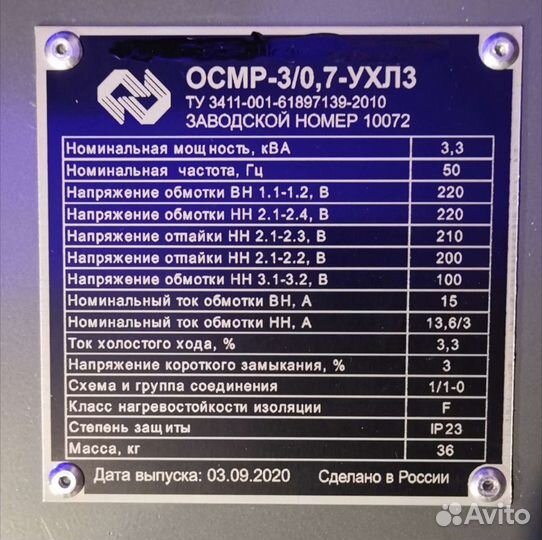 ОСМР-3/0,7-УХЛ3
ТУ 3411-001-61897139-2010
ЗАВОДСКОЙ НОМЕР 10072
Номинальная мощность, кВА 3,3
Номинальная частота, Гц 50
Напряжение обмотки ВН 1.1-1.2, В 220
Напряжение обмотки НН 2.1-2.4, В 220
Напряжение отпайки НН 2.1-2.3, В 210
Напряжение отпайки НН 2.1-2.2, В 200
Напряжение обмотки НН 3.1-3.2, В 100
Номинальный ток обмотки ВН, А 15
Номинальный ток обмотки НН, А 13,6/3
Ток холостого хода, % 3,3
Напряжение короткого замыкания, % 3
Схема и группа соединения 1/1-0
Класс нагревостойкости изоляции F
Степень защиты IP23
Масса, кг 36
Дата выпуска: 03.09.2020 Сделано в России
Avito